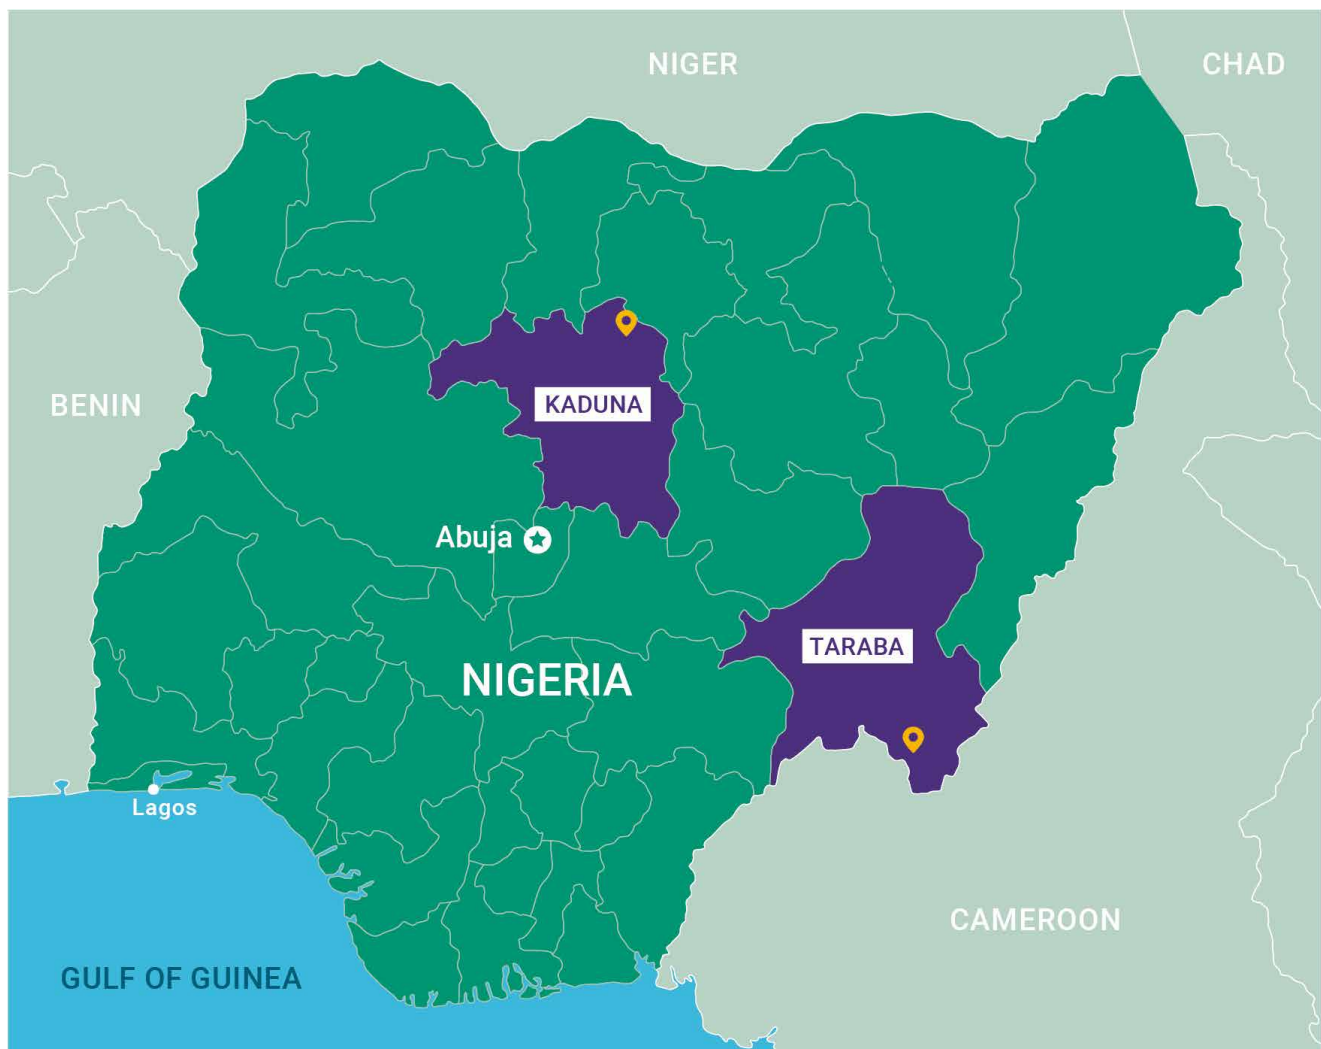 NIGER
CHAD
BENIN
KADUNA
Abuja
TARABA
NIGERIA
Lagos
CAMEROON
GULF OF GUINEA